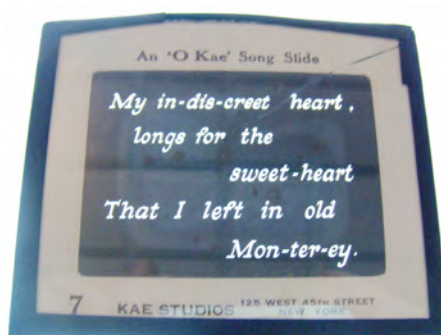 An 'O Kae' Song Slide
My in-dis-creet heart,
longs for the
sweet-heart
That I left in old
Mon-ter-ey.
7 KAE STUDIOS 125 WEST 45TH STREET
NEW YORK